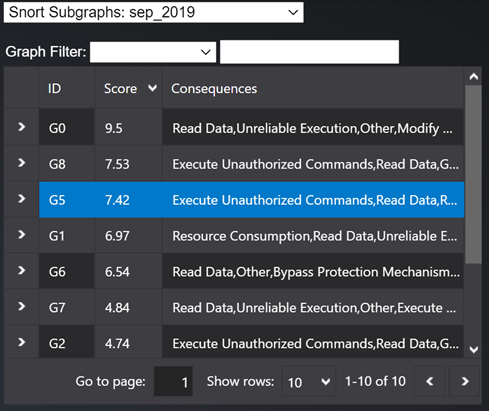 Snort Subgraphs: sep_2019
Graph Filter:
ID Score Consequences
G0 9.5 Read Data,Unreliable Execution,Other,Modify ...
G8 7.53 Execute Unauthorized Commands,Read Data,G...
G5 7.42 Execute Unauthorized Commands,Read Data,R...
G1 6.97 Resource Consumption,Read Data,Unreliable E...
G6 6.54 Read Data,Other,Bypass Protection Mechanism...
G7 4.84 Read Data,Unreliable Execution,Other,Execute ...
G2 4.74 Execute Unauthorized Commands,Read Data,G...
Go to page: 1 Show rows: 10 1-10 of 10